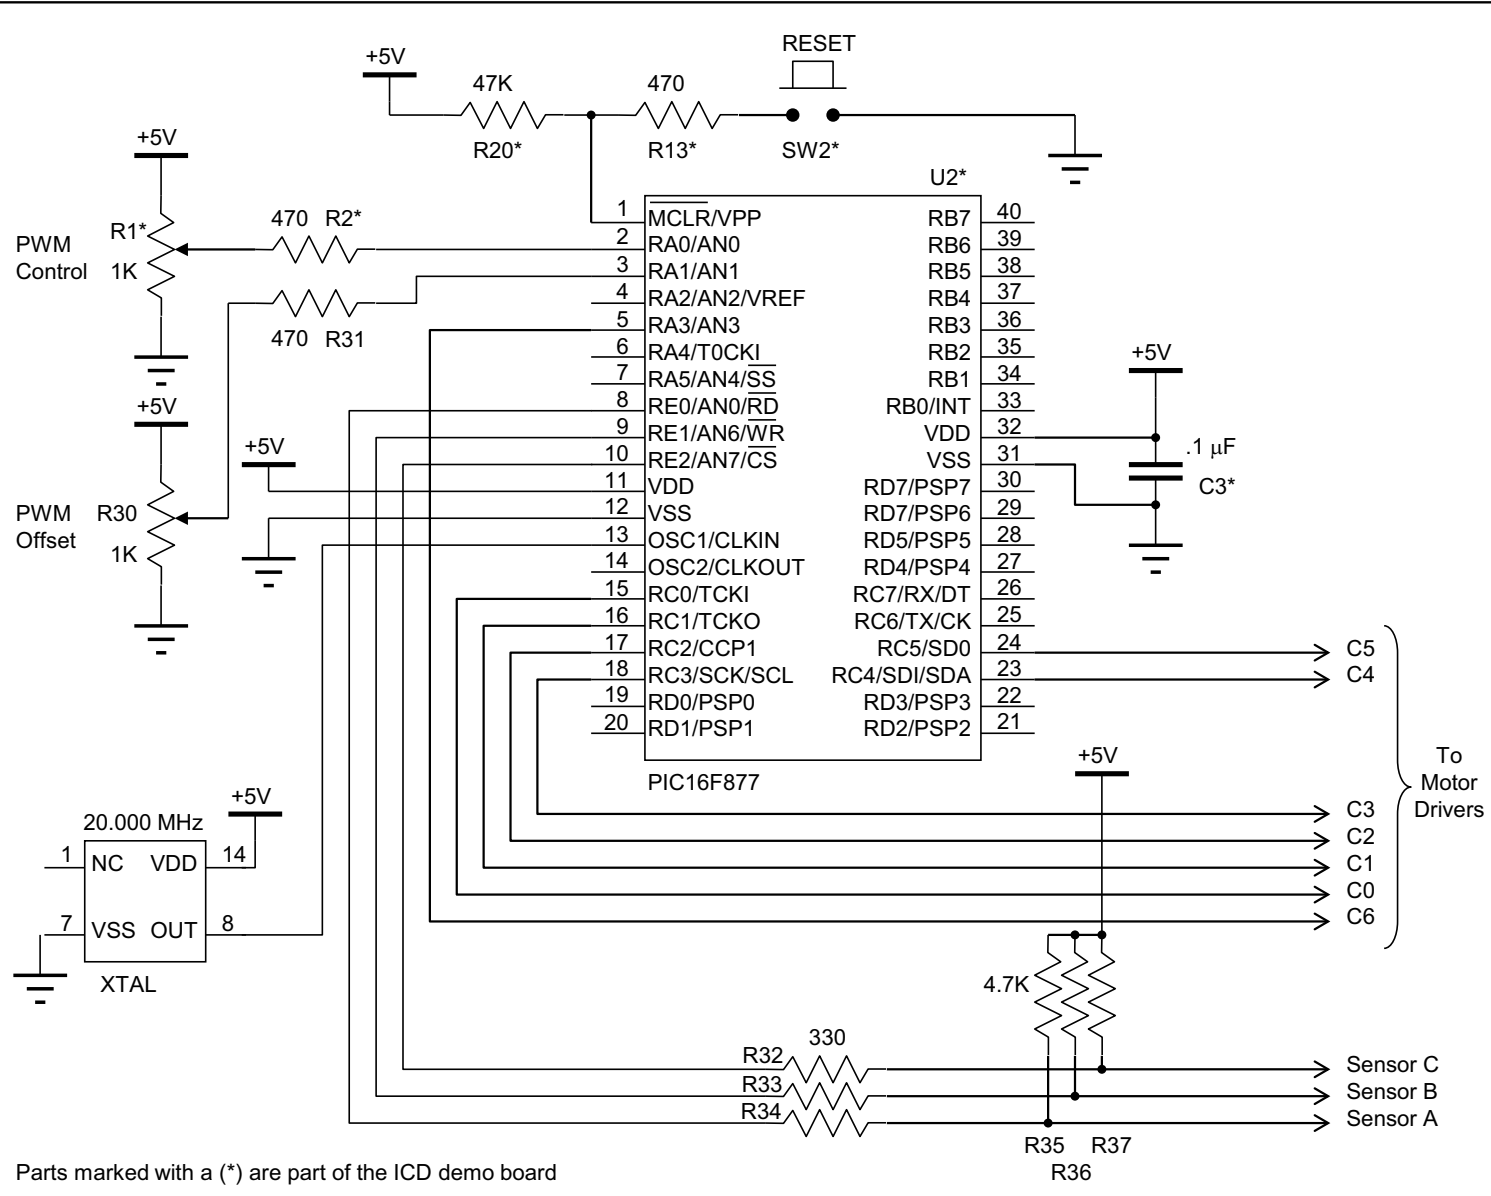 RESET
+5V
47K
470
R20*
R13*
SW2*
+5V
U2*
PWM
Control
R1*
1K
470 R2*
470 R31
+5V
PWM
Offset
R30
1K
+5V
1 MCLR/VPP
2 RA0/AN0
3 RA1/AN1
4 RA2/AN2/VREF
5 RA3/AN3
6 RA4/T0CKI
7 RA5/AN4/SS
8 RE0/AN0/RD
9 RE1/AN6/WR
10 RE2/AN7/CS
11 VDD
12 VSS
13 OSC1/CLKIN
14 OSC2/CLKOUT
15 RC0/TCKI
16 RC1/TCKO
17 RC2/CCP1
18 RC3/SCK/SCL
19 RD0/PSP0
20 RD1/PSP1
RB7 40
RB6 39
RB5 38
RB4 37
RB3 36
RB2 35
RB1 34
RB0/INT 33
VDD 32
VSS 31
RD7/PSP7 30
RD7/PSP6 29
RD5/PSP5 28
RD4/PSP4 27
RC7/RX/DT 26
RC6/TX/CK 25
RC5/SD0 24
RC4/SDI/SDA 23
RD3/PSP3 22
RD2/PSP2 21
PIC16F877
+5V
.1 μF
C3*
C5
C4
+5V
To
Motor
Drivers
C3
C2
C1
C0
C6
+5V
20.000 MHz
1 NC VDD 14
7 VSS OUT 8
XTAL
4.7K
330
R32
R33
R34
Sensor C
Sensor B
Sensor A
R35 R37
R36
Parts marked with a (*) are part of the ICD demo board